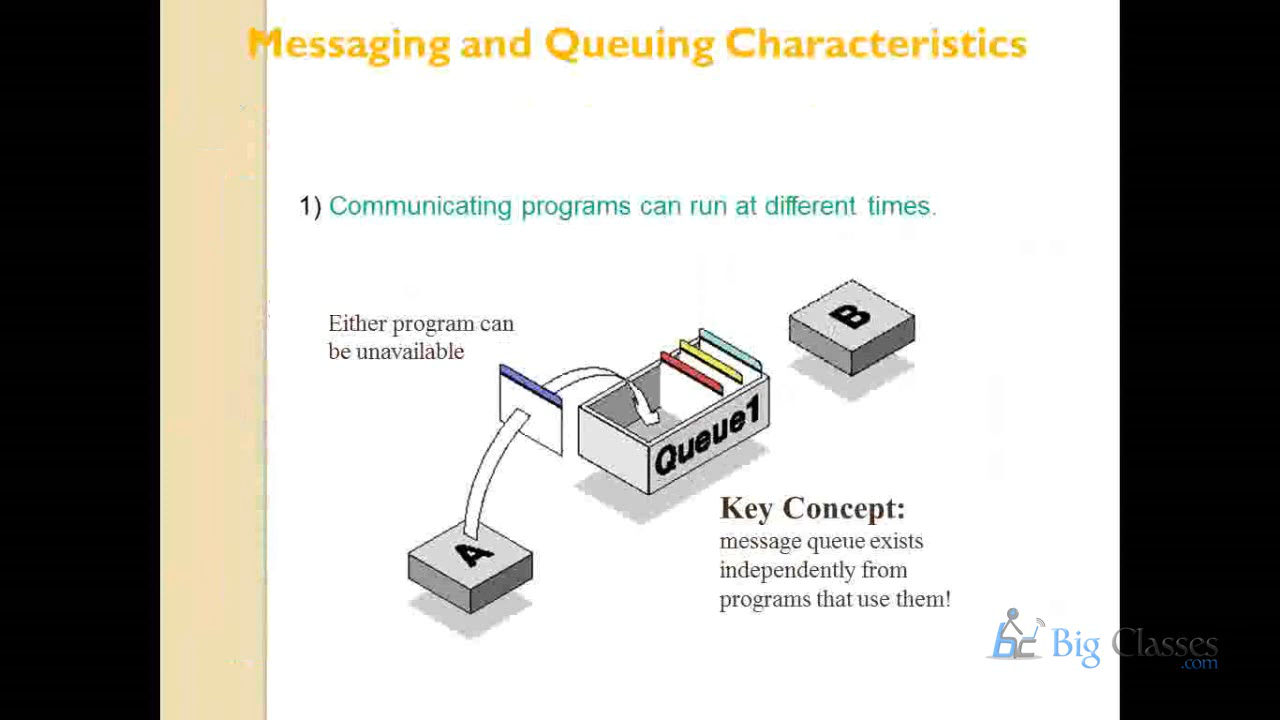 Messaging and Queuing Characteristics
1) Communicating programs can run at different times.
Either program can
be unavailable
B
Queue1
A
Key Concept:
message queue exists
independently from
programs that use them!
bc Big Classes
.com